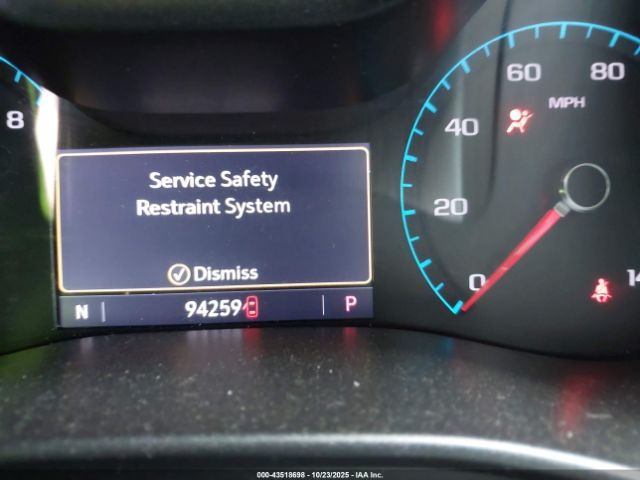 60
80
MPH
8
40
Service Safety
Restraint System
20
Dismiss
0
N
94259
P
000-43518698 - 10/23/2025 - IAA Inc.